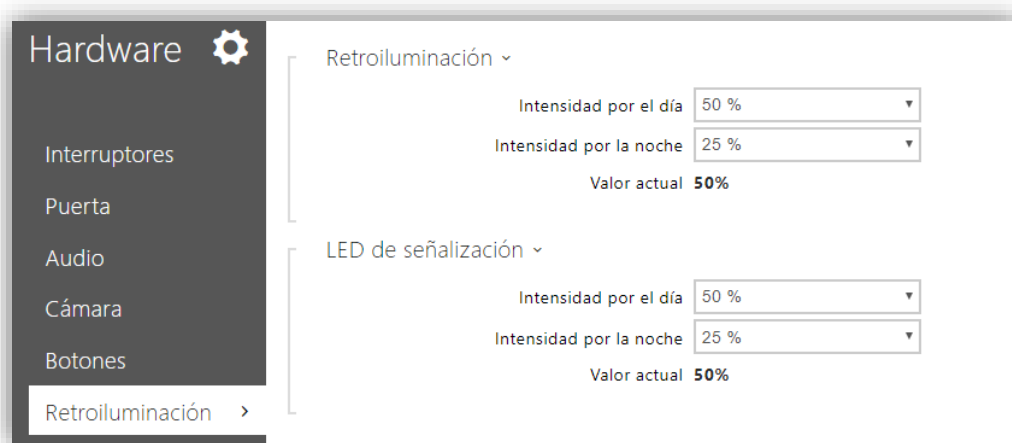 Hardware
Interruptores
Puerta
Audio
Cámara
Botones
Retroiluminación
Retroiluminación
Intensidad por el día 50 %
Intensidad por la noche 25 %
Valor actual 50%
LED de señalización
Intensidad por el día 50 %
Intensidad por la noche 25 %
Valor actual 50%